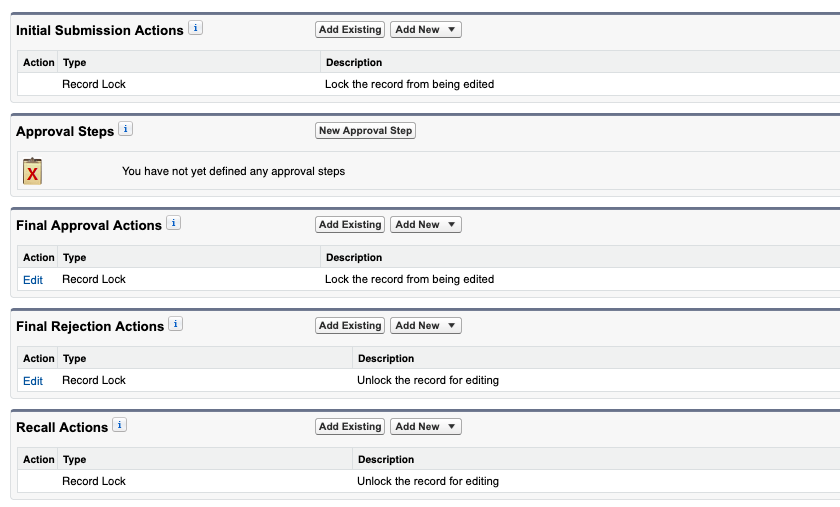 Initial Submission Actions i Add Existing Add New
Action Type Description
Record Lock Lock the record from being edited
Approval Steps i New Approval Step
X You have not yet defined any approval steps
Final Approval Actions i Add Existing Add New
Action Type Description
Edit Record Lock Lock the record from being edited
Final Rejection Actions i Add Existing Add New
Action Type Description
Edit Record Lock Unlock the record for editing
Recall Actions i Add Existing Add New
Action Type Description
Record Lock Unlock the record for editing